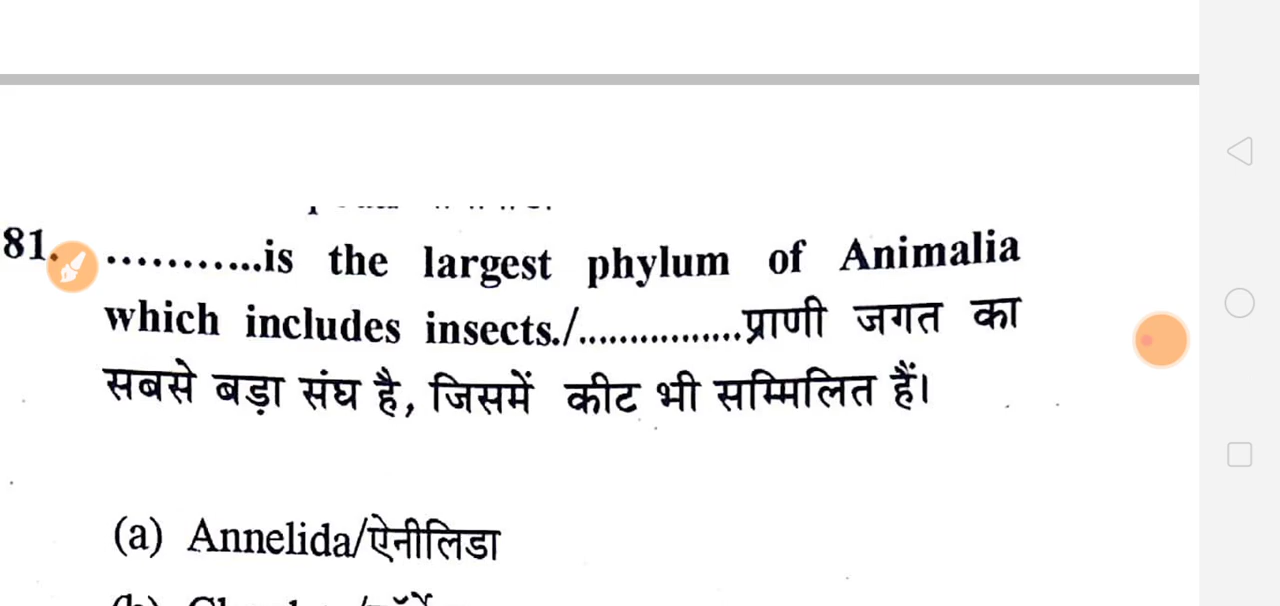 81. ............is the largest phylum of Animalia
which includes insects./.................प्राणी जगत का
सबसे बड़ा संघ है, जिसमें कीट भी सम्मिलित हैं।
(a) Annelida/ऐनीलिडा